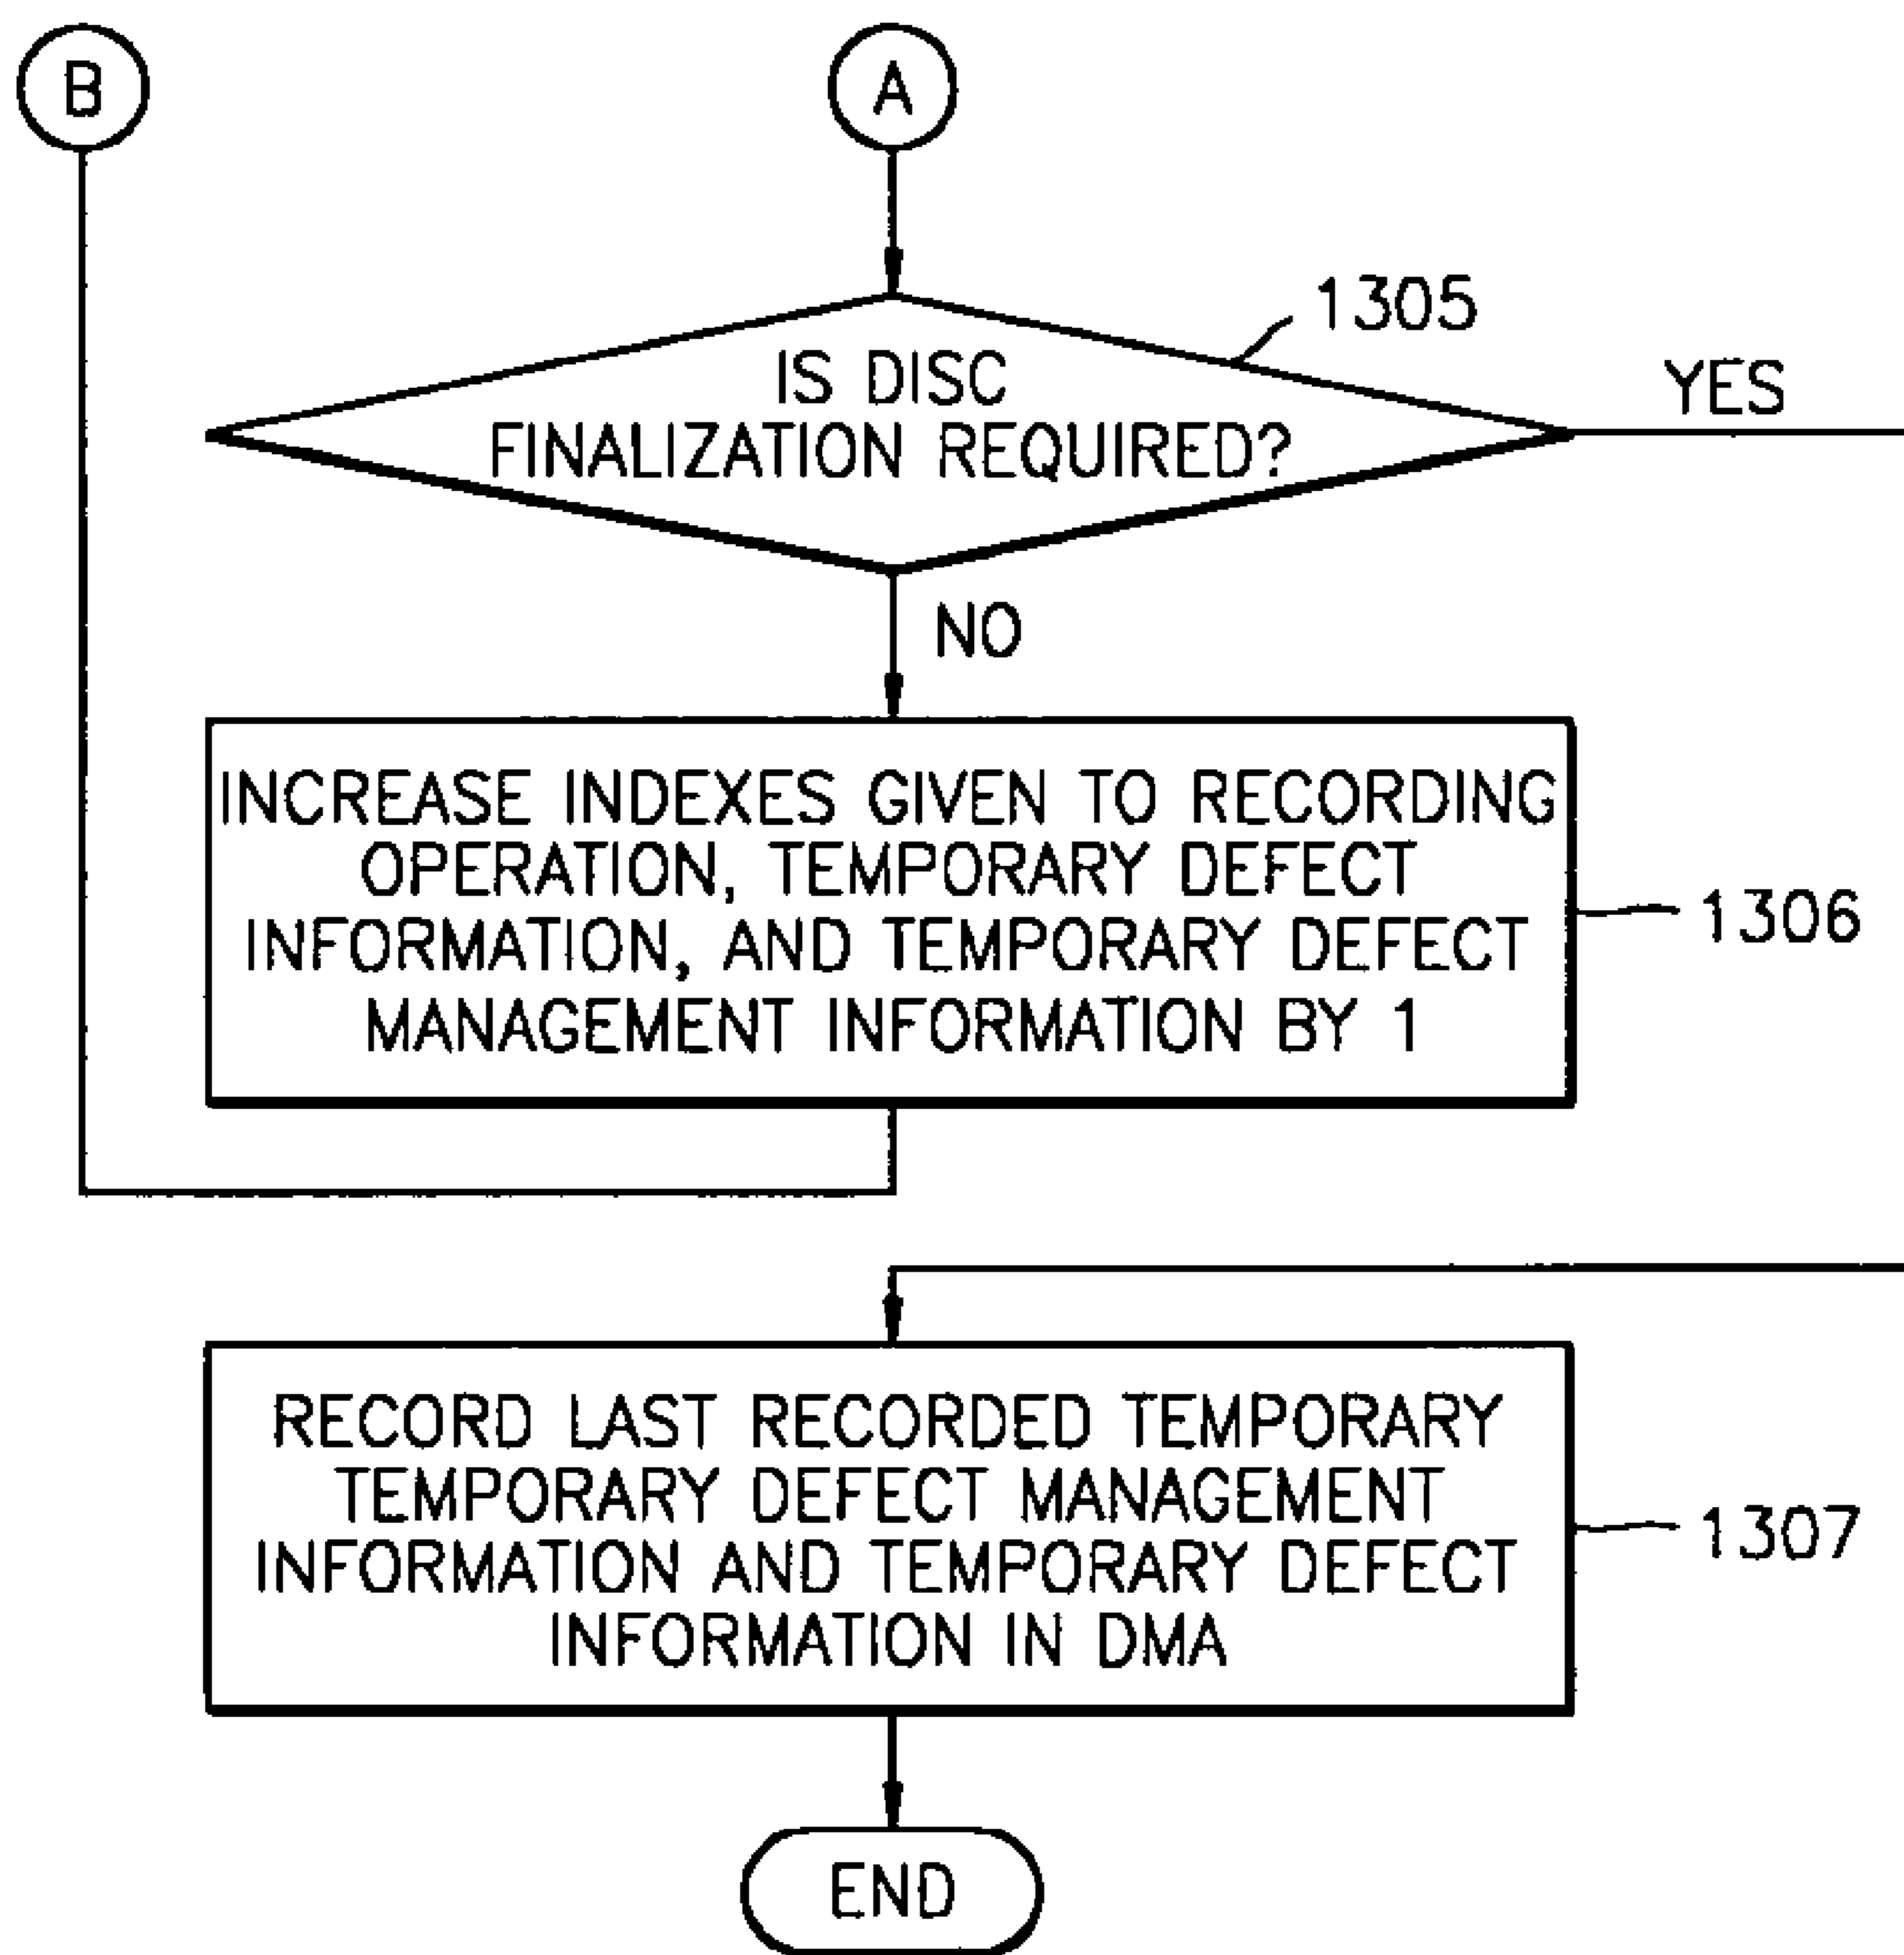 B
A
1305
IS DISC
FINALIZATION REQUIRED?
YES
NO
INCREASE INDEXES GIVEN TO RECORDING
OPERATION, TEMPORARY DEFECT
INFORMATION, AND TEMPORARY DEFECT
MANAGEMENT INFORMATION BY 1
1306
RECORD LAST RECORDED TEMPORARY
TEMPORARY DEFECT MANAGEMENT
INFORMATION AND TEMPORARY DEFECT
INFORMATION IN DMA
1307
END